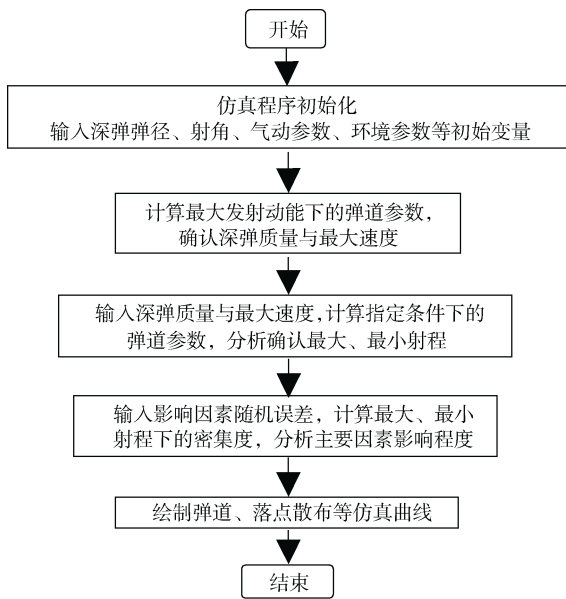 开始
仿真程序初始化
输入深弹弹径、射角、气动参数、环境参数等初始变量
计算最大发射动能下的弹道参数，
确认深弹质量与最大速度
输入深弹质量与最大速度,计算指定条件下的
弹道参数，分析确认最大、最小射程
输入影响因素随机误差，计算最大、最小
射程下的密集度，分析主要因素影响程度
绘制弹道、落点散布等仿真曲线
结束